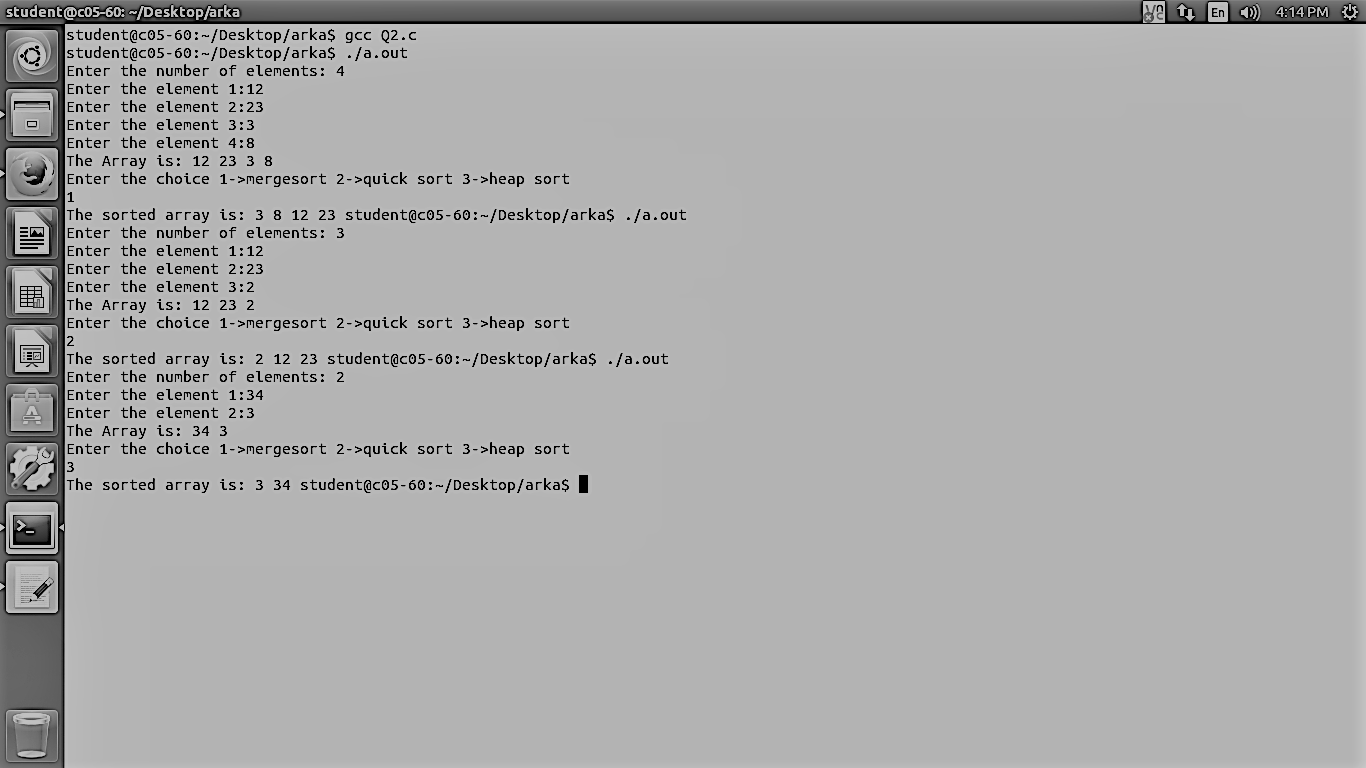 student@c05-60: ~/Desktop/arka
En
4:14 PM
student@c05-60:~/Desktop/arka$ gcc Q2.c
student@c05-60:~/Desktop/arka$ ./a.out
Enter the number of elements: 4
Enter the element 1:12
Enter the element 2:23
Enter the element 3:3
Enter the element 4:8
The Array is: 12 23 3 8
Enter the choice 1->mergesort 2->quick sort 3->heap sort
1
The sorted array is: 3 8 12 23 student@c05-60:~/Desktop/arka$ ./a.out
Enter the number of elements: 3
Enter the element 1:12
Enter the element 2:23
Enter the element 3:2
The Array is: 12 23 2
Enter the choice 1->mergesort 2->quick sort 3->heap sort
2
The sorted array is: 2 12 23 student@c05-60:~/Desktop/arka$ ./a.out
Enter the number of elements: 2
Enter the element 1:34
Enter the element 2:3
The Array is: 34 3
Enter the choice 1->mergesort 2->quick sort 3->heap sort
3
The sorted array is: 3 34 student@c05-60:~/Desktop/arka$